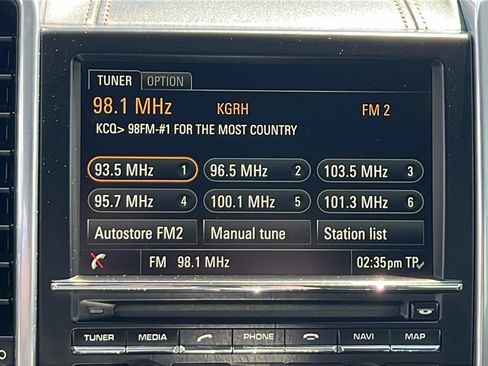 TUNER OPTION
98.1 MHz KGRH FM 2
KCQ> 98FM-#1 FOR THE MOST COUNTRY
93.5 MHz 1 96.5 MHz 2 103.5 MHz 3
95.7 MHz 4 100.1 MHz 5 101.3 MHz 6
Autostore FM2 Manual tune Station list
FM 98.1 MHz 02:35pm TP
TUNER MEDIA PHONE NAVI MAP